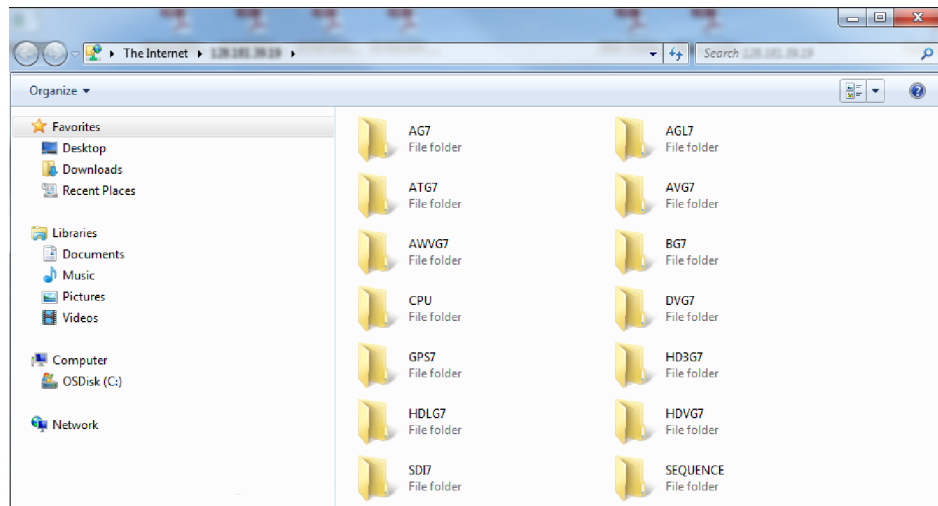 The Internet
Search
Organize
Favorites
Desktop
Downloads
Recent Places
Libraries
Documents
Music
Pictures
Videos
Computer
OSDisk (C:)
Network
AG7
File folder
AGL7
File folder
ATG7
File folder
AVG7
File folder
AWVG7
File folder
BG7
File folder
CPU
File folder
DVG7
File folder
GPS7
File folder
HD3G7
File folder
HDLG7
File folder
HDVG7
File folder
SDI7
File folder
SEQUENCE
File folder